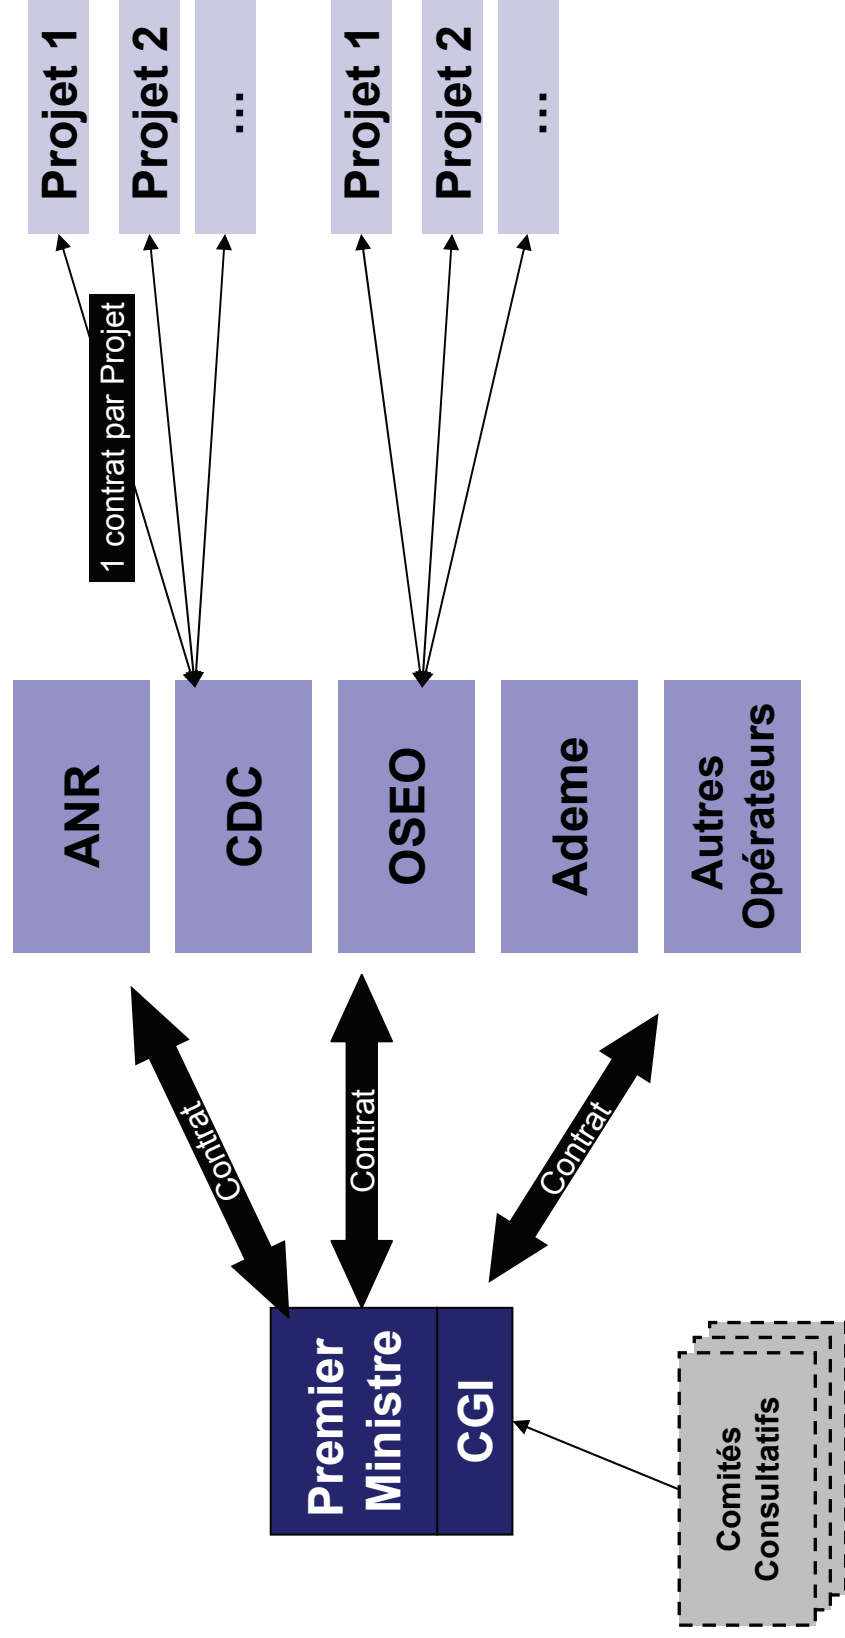 Premier
Ministre
CGI
Comités
Consultatifs
Contrat
Contrat
Contrat
ANR
CDC
OSEO
Ademe
Autres
Opérateurs
1 contrat par Projet
Projet 1
Projet 2
...
Projet 1
Projet 2
...